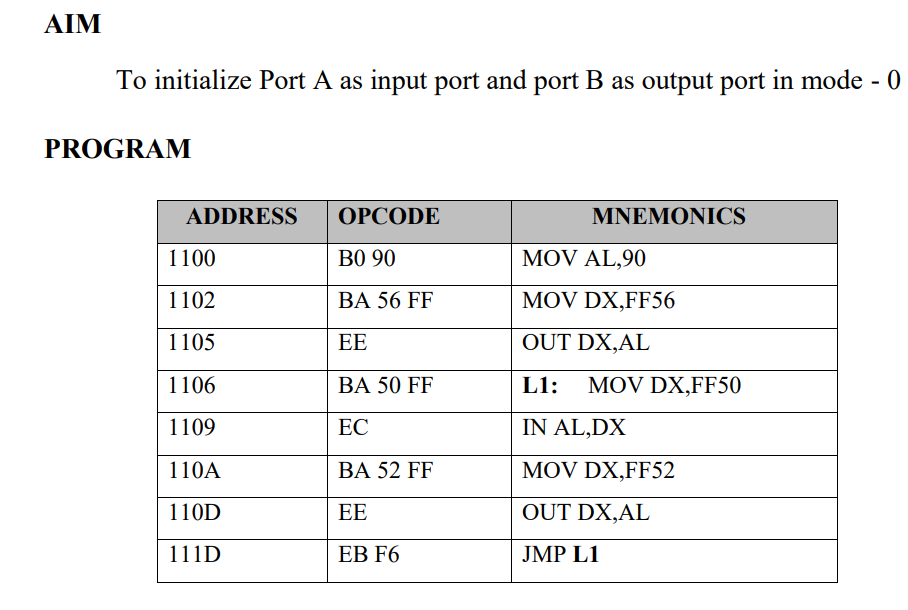 AIM
To initialize Port A as input port and port B as output port in mode - 0
PROGRAM
ADDRESS OPCODE MNEMONICS
1100 B0 90 MOV AL,90
1102 BA 56 FF MOV DX,FF56
1105 EE OUT DX,AL
1106 BA 50 FF L1: MOV DX,FF50
1109 EC IN AL,DX
110A BA 52 FF MOV DX,FF52
110D EE OUT DX,AL
111D EB F6 JMP L1